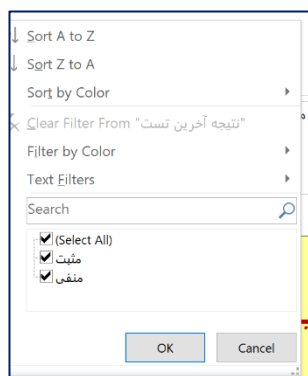 Sort A to Z
Sort Z to A
Sort by Color
Clear Filter From "نتیجه آخرین تست"
Filter by Color
Text Filters
Search
(Select All)
مثبت
منفی
OK
Cancel